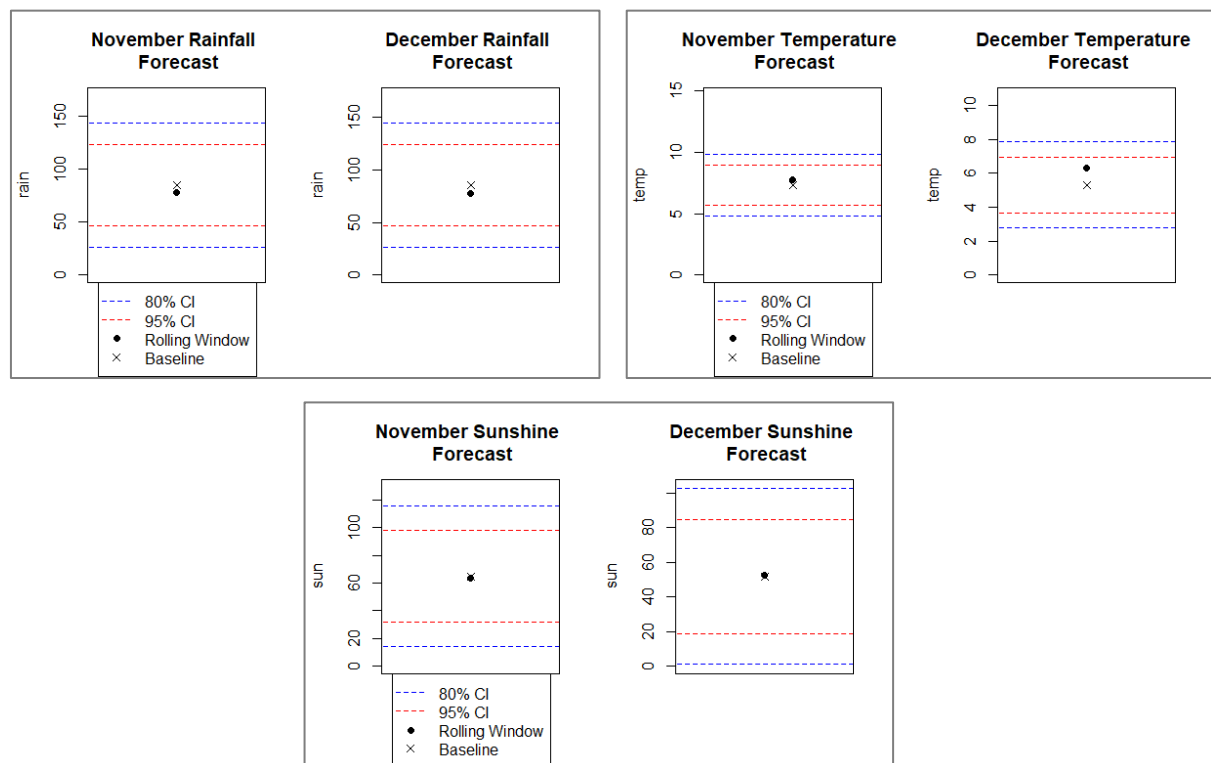 November Rainfall
Forecast
rain
150
100
50
0
December Rainfall
Forecast
rain
150
100
50
0
80% CI
95% CI
Rolling Window
Baseline
November Temperature
Forecast
temp
15
10
5
0
December Temperature
Forecast
temp
10
8
6
4
2
0
80% CI
95% CI
Rolling Window
Baseline
November Sunshine
Forecast
sun
100
60
20
0
December Sunshine
Forecast
sun
80
60
40
20
0
80% CI
95% CI
Rolling Window
Baseline